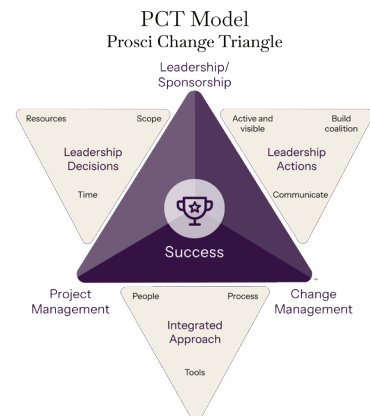 PCT Model
Prosci Change Triangle
Leadership/
Sponsorship
Resources
Scope
Leadership
Decisions
Time
Active and
visible
Build
coalition
Leadership
Actions
Communicate
Success
Project
Management
Change
Management
People
Process
Integrated
Approach
Tools